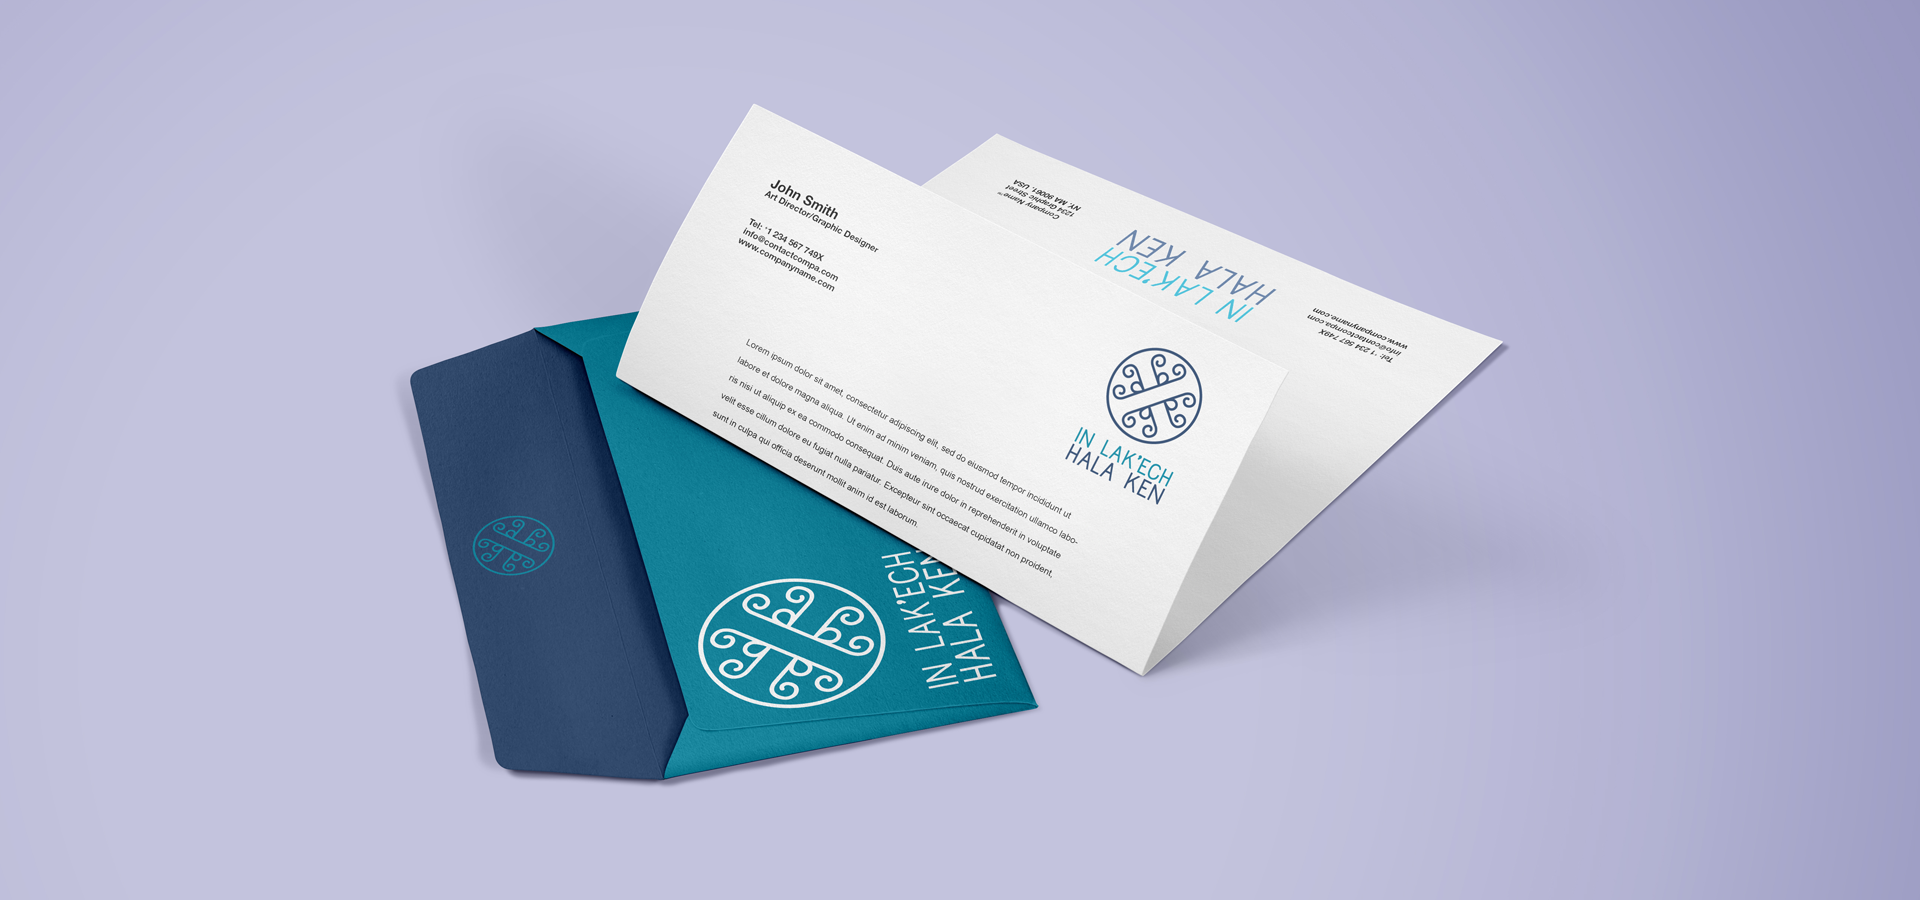 John Smith
Art Director/Graphic Designer
Tel: +1 234 567 749X
info@contactcompa.com
www.companyname.com
Lorem ipsum dolor sit amet, consectetur adipiscing elit, sed do eiusmod tempor incididunt ut
labore et dolore magna aliqua. Ut enim ad minim veniam, quis nostrud exercitation ullamco labo-
ris nisi ut aliquip ex ea commodo consequat. Duis aute irure dolor in reprehenderit in voluptate
velit esse cillum dolore eu fugiat nulla pariatur. Excepteur sint occaecat cupidatat non proident,
sunt in culpa qui officia deserunt mollit anim id est laborum.
IN LAK'ECH
HALA KEN
Company Name™
1234 Graphic Street
NY, MA 90061, USA
IN LAK'ECH
HALA KEN
Tel: +1 234 567 749X
info@contactcompa.com
www.companyname.com
IN LAK'ECH
HALA KEN